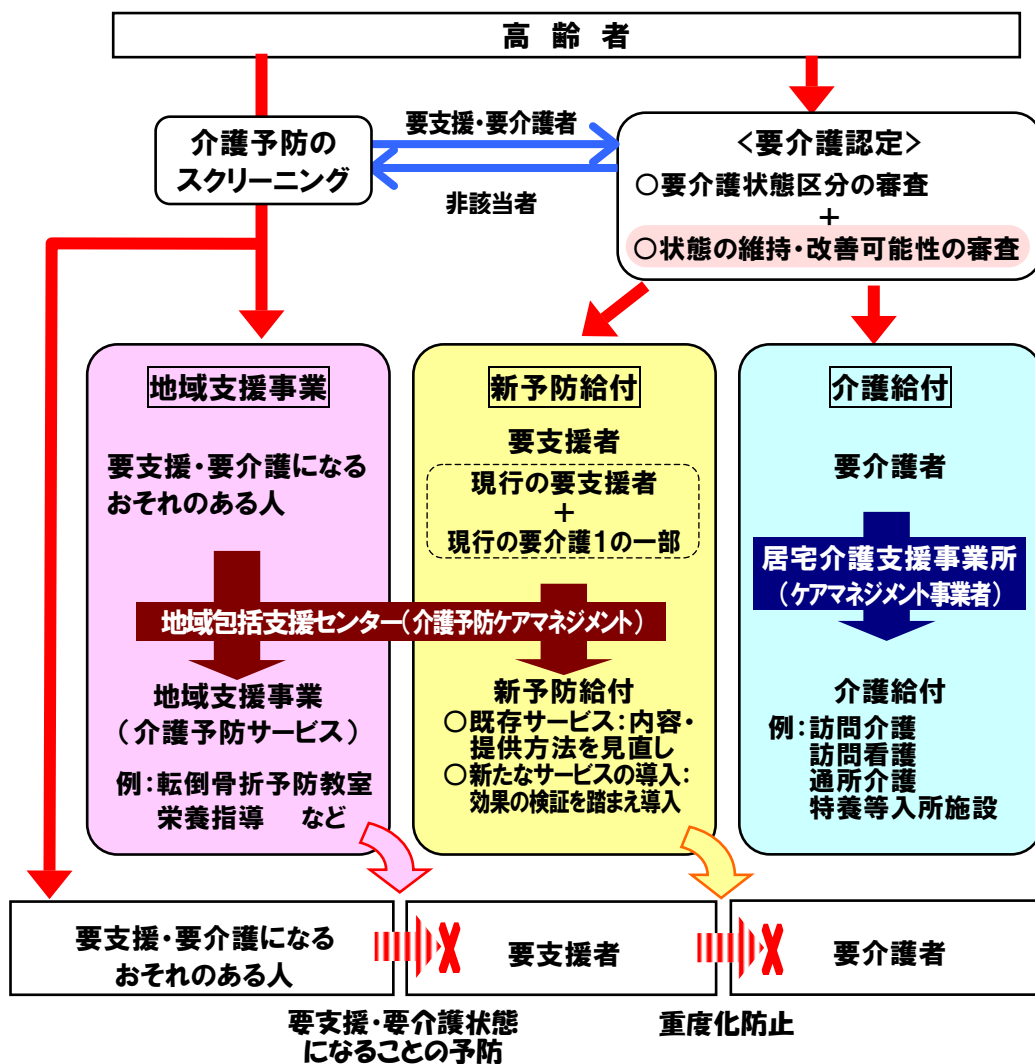 高齢者
介護予防の
スクリーニング
要支援・要介護者
非該当者
<要介護認定>
○要介護状態区分の審査
+
○状態の維持・改善可能性の審査
地域支援事業
要支援・要介護になる
おそれのある人
新予防給付
要支援者
現行の要支援者
+
現行の要介護1の一部
介護給付
要介護者
地域包括支援センター(介護予防ケアマネジメント)
居宅介護支援事業所
(ケアマネジメント事業者)
地域支援事業
(介護予防サービス)
例:転倒骨折予防教室
栄養指導 など
新予防給付
○既存サービス:内容・
提供方法を見直し
○新たなサービスの導入:
効果の検証を踏まえ導入
介護給付
例:訪問介護
訪問看護
通所介護
特養等入所施設
要支援・要介護になる
おそれのある人
要支援者
要介護者
要支援・要介護状態
になることの予防
重度化防止